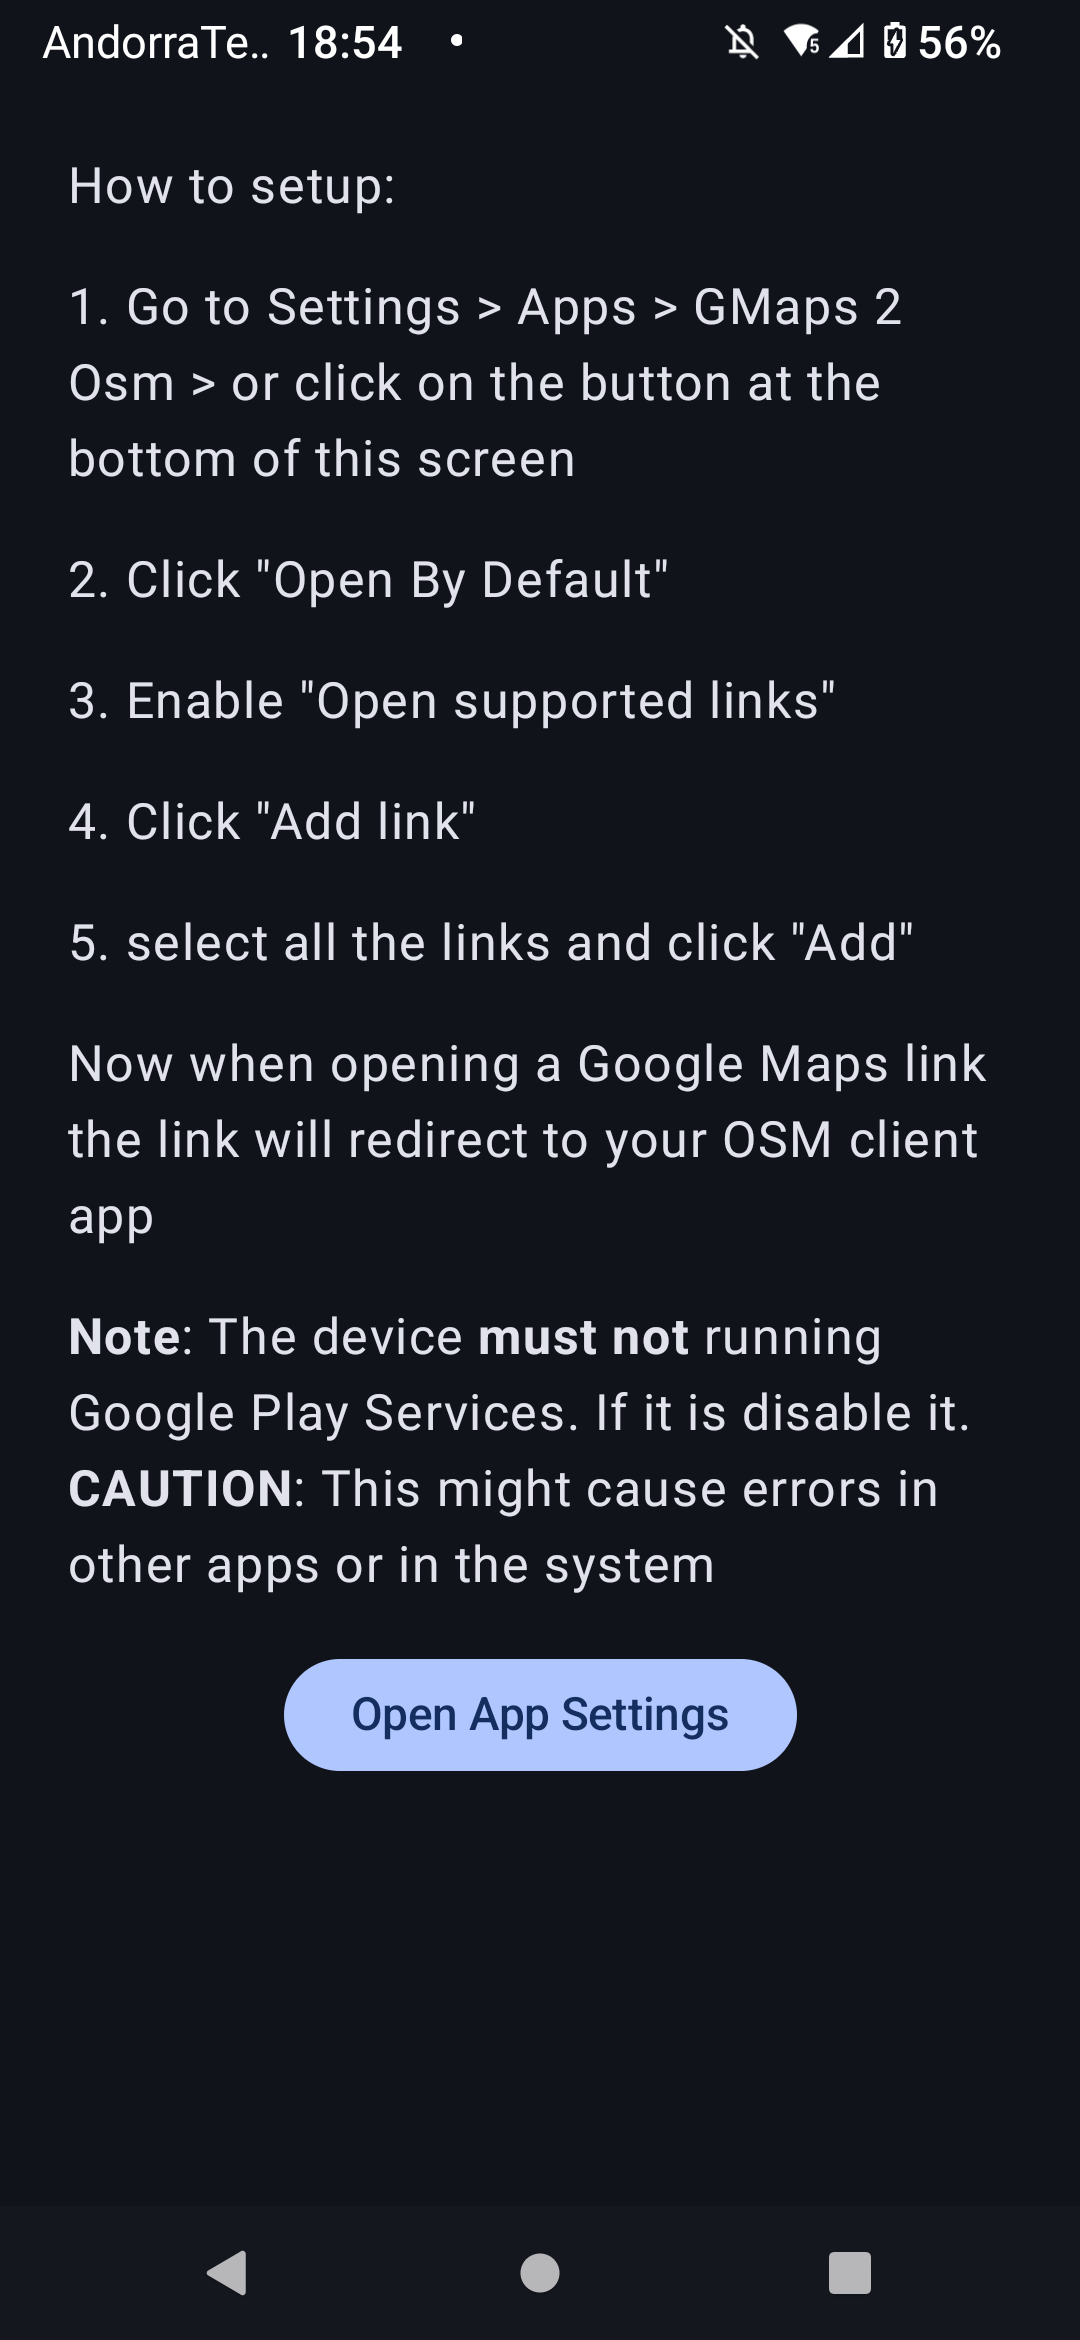 AndorraTe.. 18:54 • 5 56%
How to setup:
1. Go to Settings > Apps > GMaps 2
Osm > or click on the button at the
bottom of this screen
2. Click "Open By Default"
3. Enable "Open supported links"
4. Click "Add link"
5. select all the links and click "Add"
Now when opening a Google Maps link
the link will redirect to your OSM client
app
Note: The device must not running
Google Play Services. If it is disable it.
CAUTION: This might cause errors in
other apps or in the system
Open App Settings